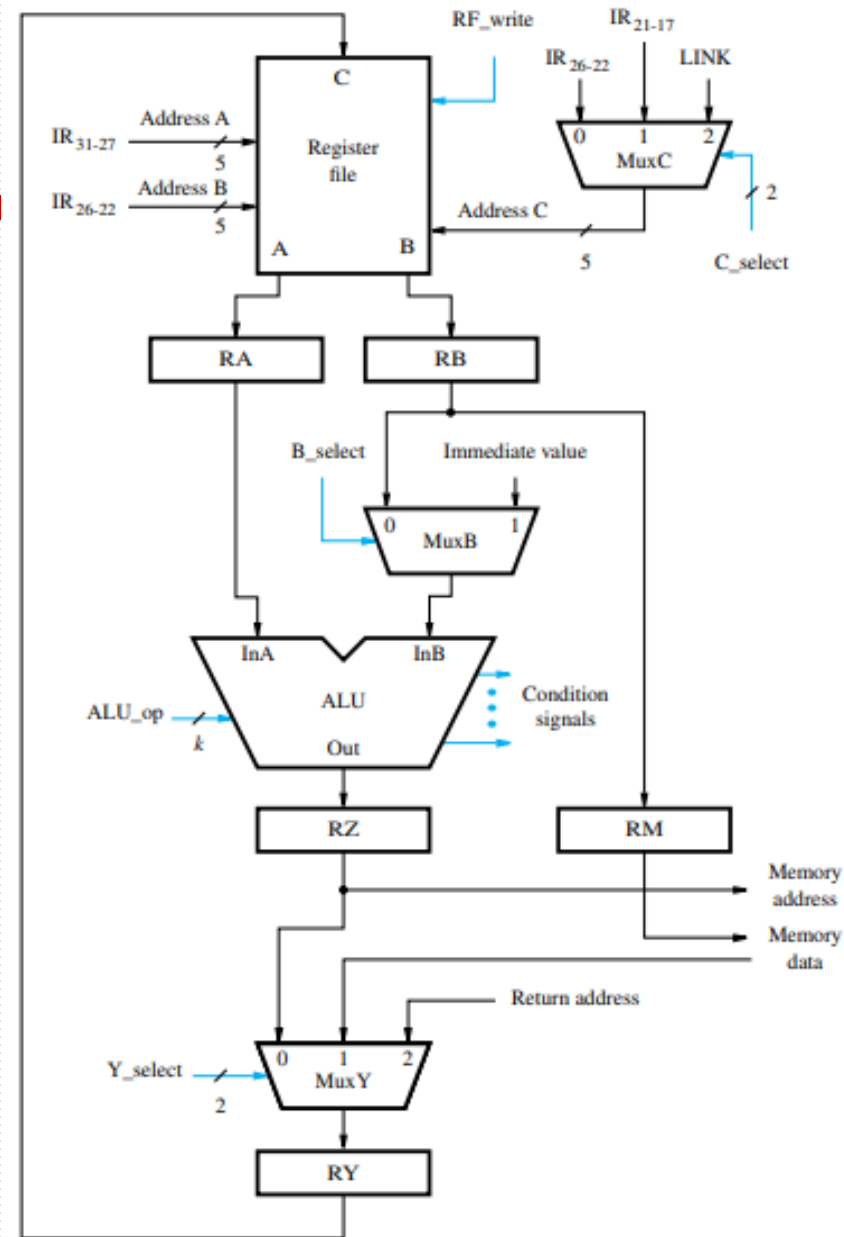 RF_write
IR21-17
IR26-22
LINK
C
0 1 2
MuxC
Address A
IR31-27
5
Register
file
Address B
IR26-22
5
2
Address C
5
C_select
A
B
RA
RB
B_select
Immediate value
0 1
MuxB
InA
InB
ALU
ALU_op
k
Condition
signals
Out
RZ
RM
Memory
address
Memory
data
Return address
0 1 2
MuxY
Y_select
2
RY